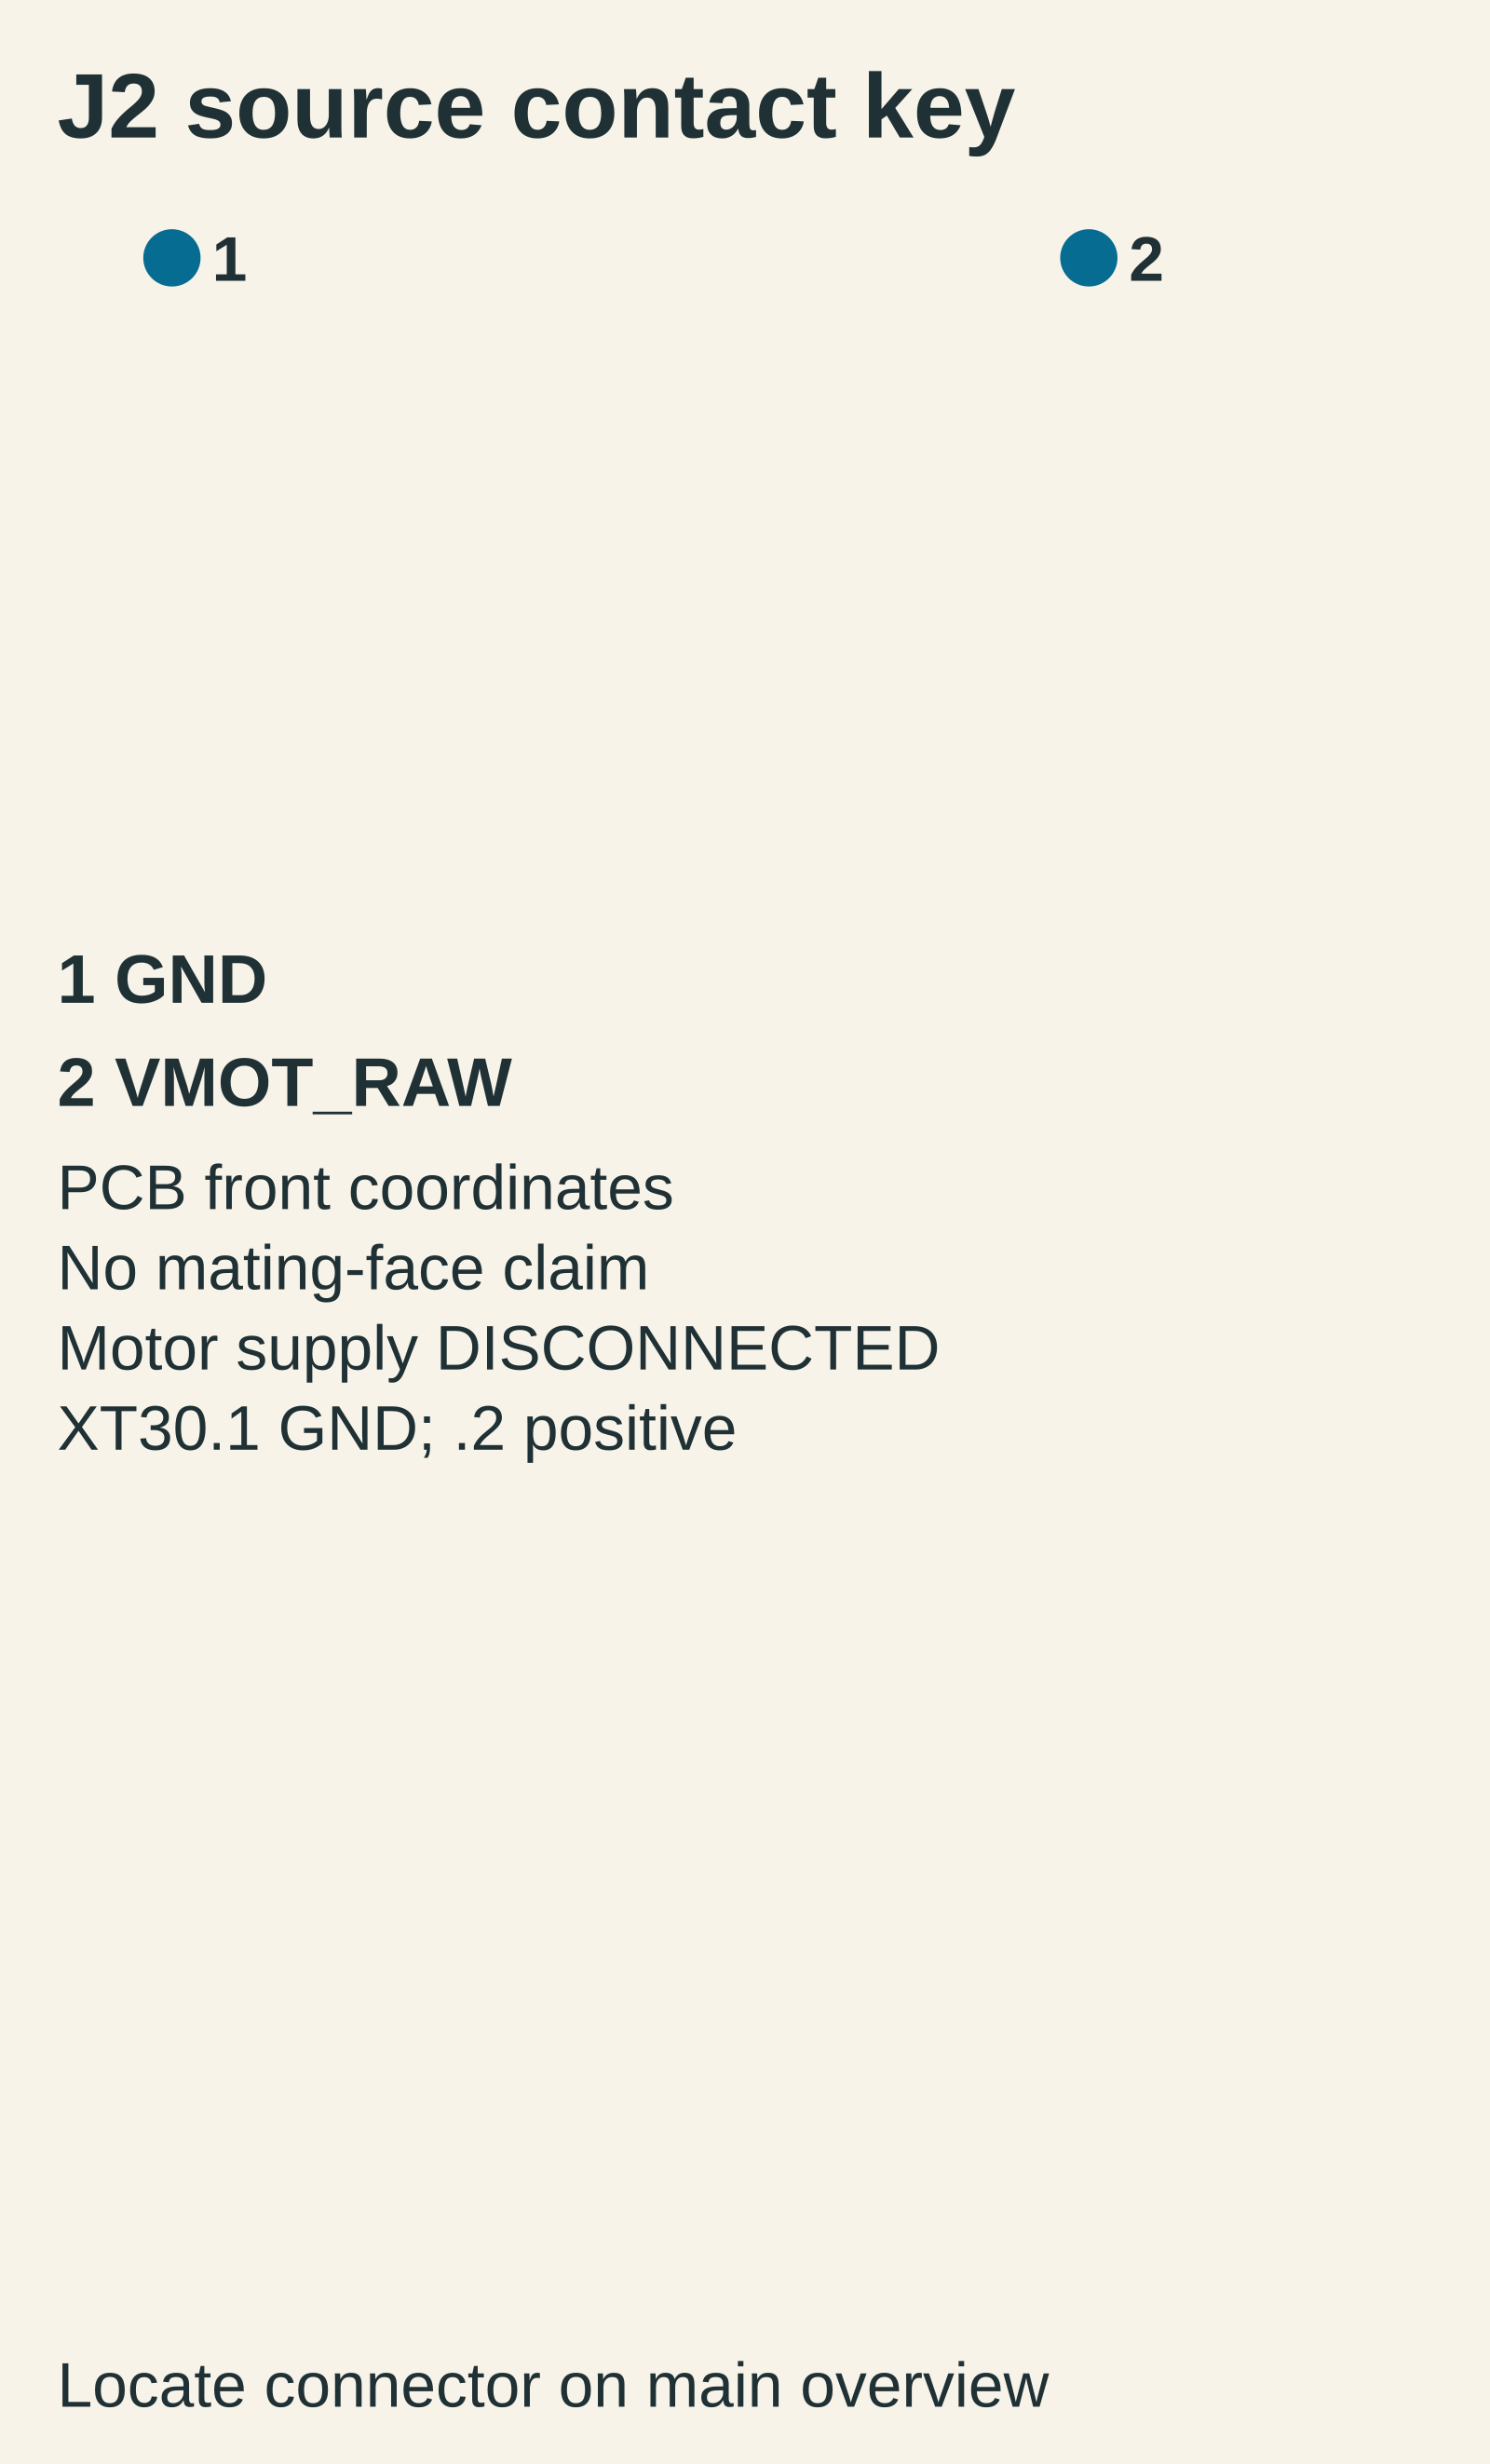 J2 source contact key
1 2
1 GND
2 VMOT_RAW
PCB front coordinates
No mating-face claim
Motor supply DISCONNECTED
XT30.1 GND; .2 positive
Locate connector on main overview